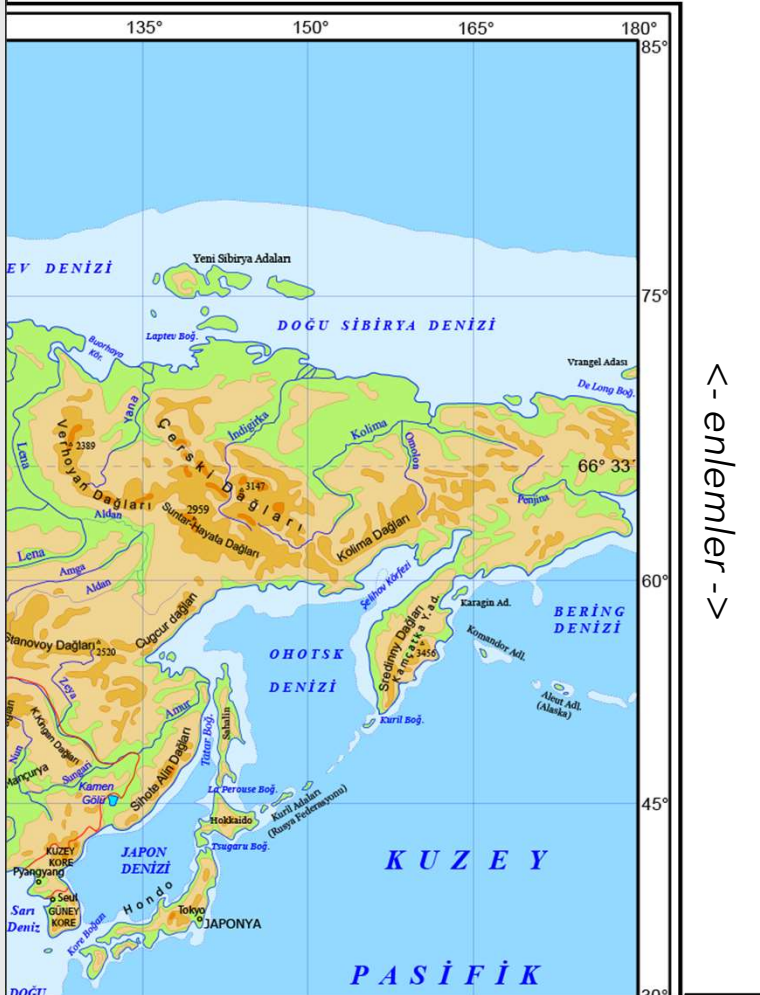 135°
150°
165°
180°
85°
Yeni Sibirya Adaları
EV DENİZİ
75°
DOĞU SİBİRYA DENİZİ
Laptev Boğ.
Buorhaya
Kör.
Vrangel Adası
De Long Boğ.
Yana
İndigirka
Kolima
Omolon
Lena
Verhoyan Dağları
2389
Çerski Dağları
3147
66° 33'
Penjina
2959
Suntar-Hayata Dağları
Kolima Dağları
Aldan
Lena
Amga
Aldan
60°
Şelihov Körfezi
Karagin Ad.
BERİNG
DENİZİ
Cugcur dağları
Stanovoy Dağları
2520
Sredinny Dağları
Kamçatka Y.ad.
3456
Komandor Adl.
OHOTSK
DENİZİ
Zeya
Aleut Adl.
(Alaska)
Amur
Tatar Boğ.
Sahalin
Kuril Boğ.
K.Kingan Dağları
Nun
Mançurya
Sungari
Sihote Alin Dağları
Kamen
Gölü
La Perouse Boğ.
45°
Kuril Adaları
(Rusya Federasyonu)
Hokkaido
Tsugaru Boğ.
KUZEY
KORE
JAPON
DENİZİ
KUZEY
Pyangyang
Seul
GÜNEY
KORE
Hondo
Tokyo
JAPONYA
Sarı
Deniz
Kore Boğazı
PASİFİK
DOĞU
30°
<- enlemler ->